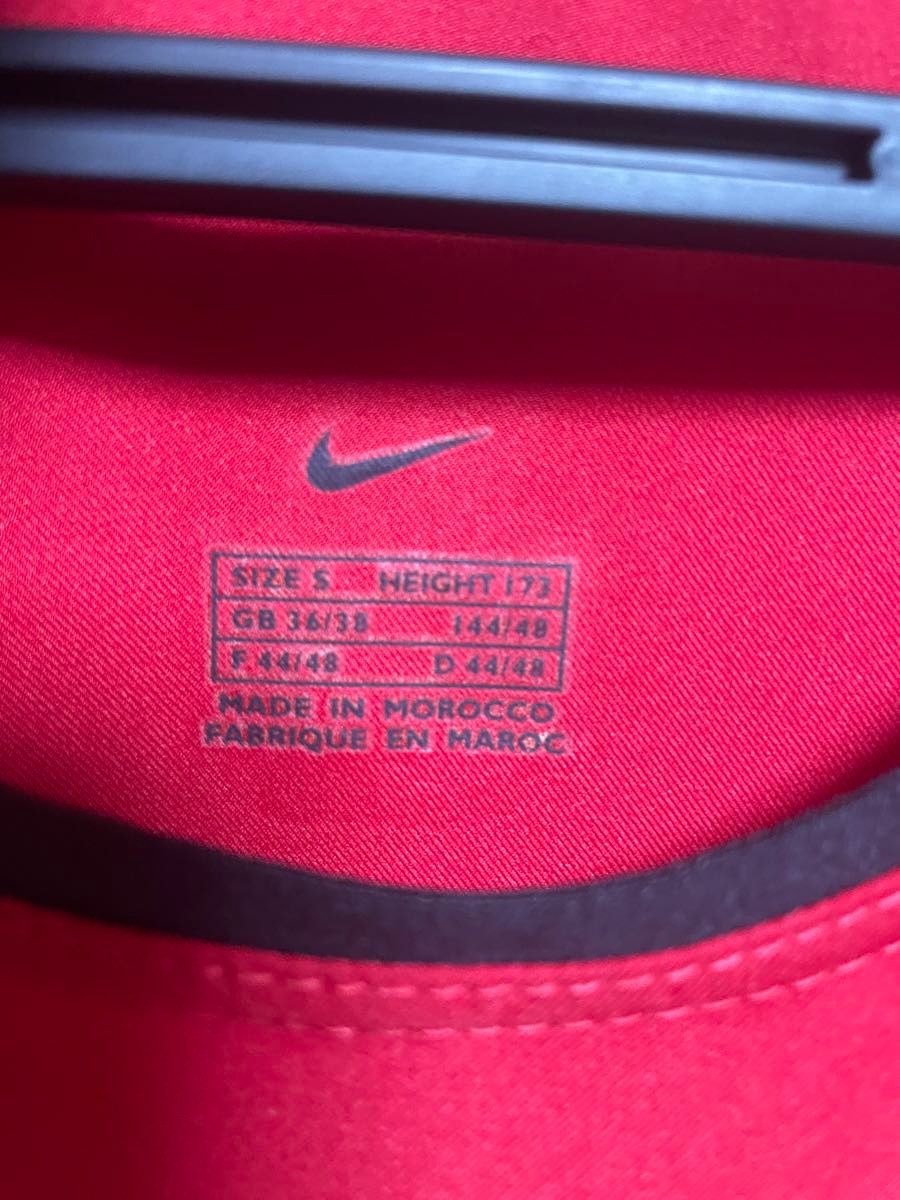 SIZE S HEIGHT 173
GB 36/38 I 44/48
F 44/48 D 44/48
MADE IN MOROCCO
FABRIQUE EN MAROC